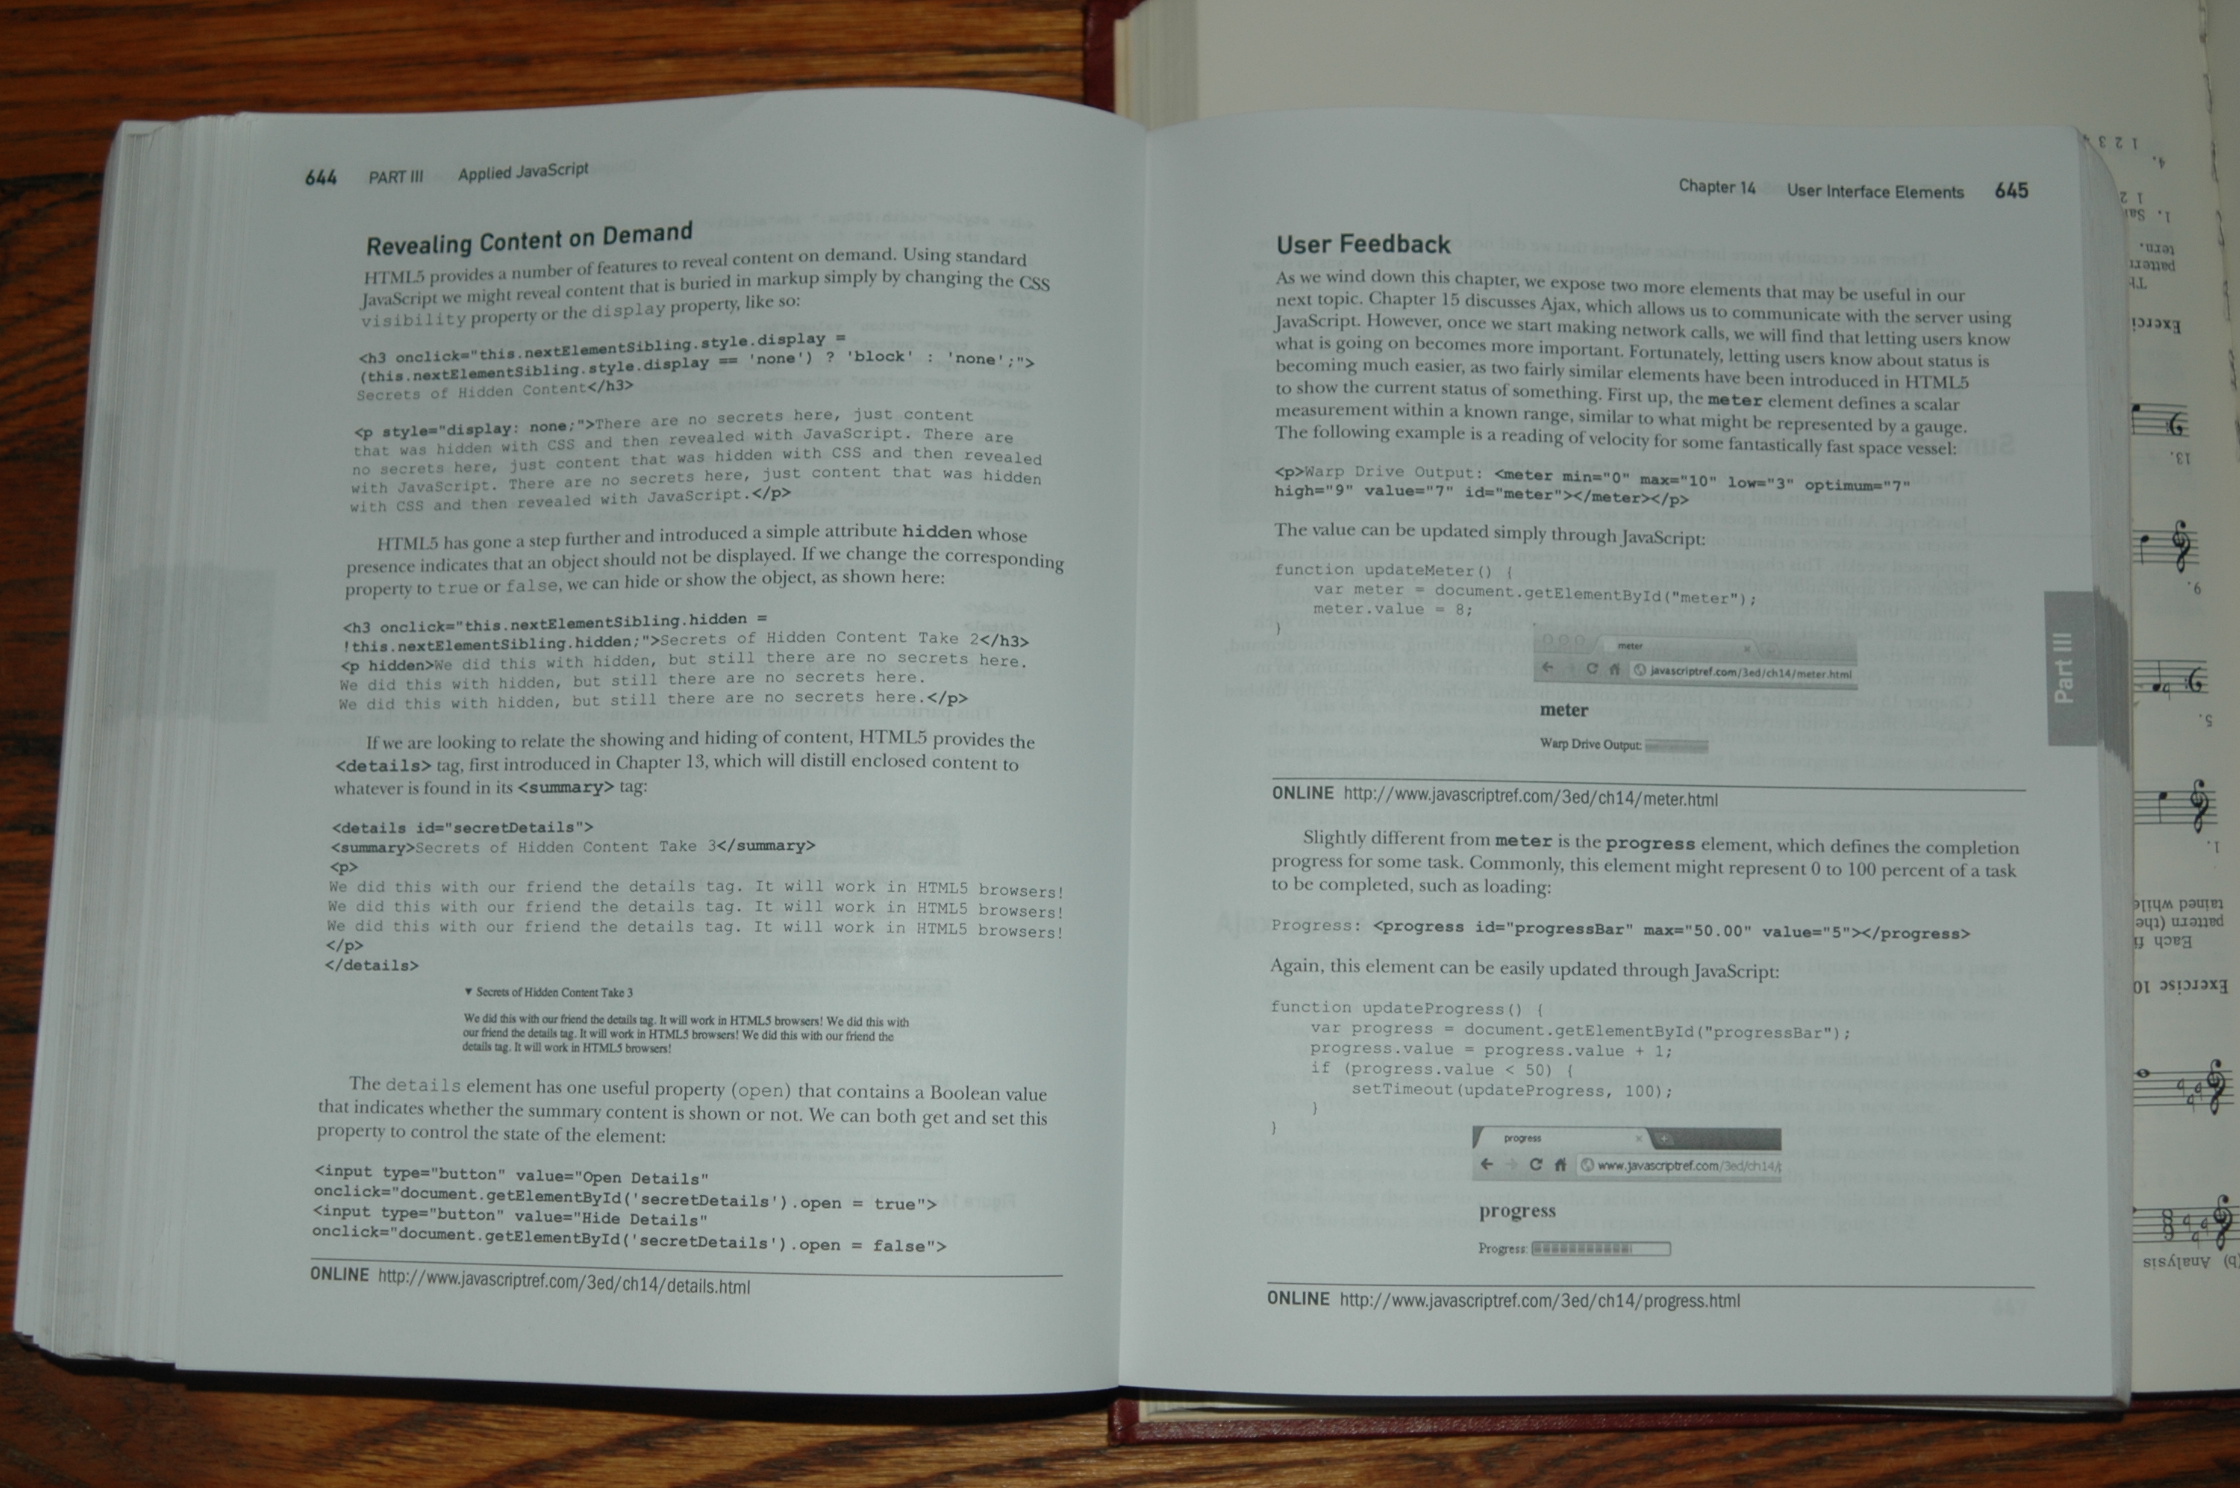 644 PART III Applied JavaScript
Revealing Content on Demand
HTML5 provides a number of features to reveal content on demand. Using standard
JavaScript we might reveal content that is buried in markup simply by changing the CSS
visibility property or the display property, like so:
<h3 onclick="this.nextElementSibling.style.display =
(this.nextElementSibling.style.display == 'none') ? 'block' : 'none';">
Secrets of Hidden Content</h3>
<p style="display: none;">There are no secrets here, just content
that was hidden with CSS and then revealed with JavaScript. There are
no secrets here, just content that was hidden with CSS and then revealed
with JavaScript. There are no secrets here, just content that was hidden
with CSS and then revealed with JavaScript.</p>
HTML5 has gone a step further and introduced a simple attribute hidden whose
presence indicates that an object should not be displayed. If we change the corresponding
property to true or false, we can hide or show the object, as shown here:
<h3 onclick="this.nextElementSibling.hidden =
!this.nextElementSibling.hidden;">Secrets of Hidden Content Take 2</h3>
<p hidden>We did this with hidden, but still there are no secrets here.
We did this with hidden, but still there are no secrets here.
We did this with hidden, but still there are no secrets here.</p>
If we are looking to relate the showing and hiding of content, HTML5 provides the
<details> tag, first introduced in Chapter 13, which will distill enclosed content to
whatever is found in its <summary> tag:
<details id="secretDetails">
<summary>Secrets of Hidden Content Take 3</summary>
<p>
We did this with our friend the details tag. It will work in HTML5 browsers!
We did this with our friend the details tag. It will work in HTML5 browsers!
We did this with our friend the details tag. It will work in HTML5 browsers!
</p>
</details>
▼ Secrets of Hidden Content Take 3
We did this with our friend the details tag. It will work in HTML5 browsers! We did this with
our friend the details tag. It will work in HTML5 browsers! We did this with our friend the
details tag. It will work in HTML5 browsers!
The details element has one useful property (open) that contains a Boolean value
that indicates whether the summary content is shown or not. We can both get and set this
property to control the state of the element:
<input type="button" value="Open Details"
onclick="document.getElementById('secretDetails').open = true">
<input type="button" value="Hide Details"
onclick="document.getElementById('secretDetails').open = false">
ONLINE http://www.javascriptref.com/3ed/ch14/details.html
Chapter 14 User Interface Elements 645
User Feedback
As we wind down this chapter, we expose two more elements that may be useful in our
next topic. Chapter 15 discusses Ajax, which allows us to communicate with the server using
JavaScript. However, once we start making network calls, we will find that letting users know
what is going on becomes more important. Fortunately, letting users know about status is
becoming much easier, as two fairly similar elements have been introduced in HTML5
to show the current status of something. First up, the meter element defines a scalar
measurement within a known range, similar to what might be represented by a gauge.
The following example is a reading of velocity for some fantastically fast space vessel:
<p>Warp Drive Output: <meter min="0" max="10" low="3" optimum="7"
high="9" value="7" id="meter"></meter></p>
The value can be updated simply through JavaScript:
function updateMeter() {
var meter = document.getElementById("meter");
meter.value = 8;
}
meter
javascriptref.com/3ed/ch14/meter.html
meter
Warp Drive Output:
ONLINE http://www.javascriptref.com/3ed/ch14/meter.html
Slightly different from meter is the progress element, which defines the completion
progress for some task. Commonly, this element might represent 0 to 100 percent of a task
to be completed, such as loading:
Progress: <progress id="progressBar" max="50.00" value="5"></progress>
Again, this element can be easily updated through JavaScript:
function updateProgress() {
var progress = document.getElementById("progressBar");
progress.value = progress.value + 1;
if (progress.value < 50) {
setTimeout(updateProgress, 100);
}
}
progress
www.javascriptref.com/3ed/ch14/
progress
Progress:
ONLINE http://www.javascriptref.com/3ed/ch14/progress.html
Part III
(b) Analysis
Exercise 10
Each
pattern (the
tained while
1.
5.
9.
13.
Exerci
pattern
tern.
1.
4.
1 2 3